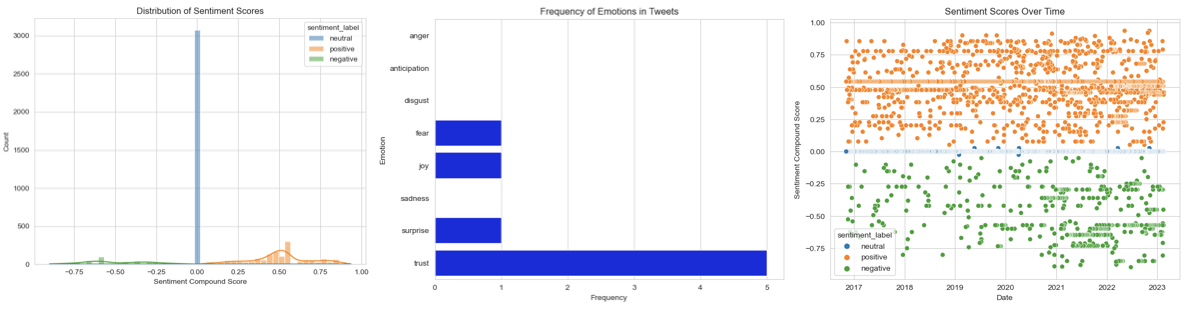 Distribution of Sentiment Scores
sentiment_label
neutral
positive
negative
3000
2500
2000
1500
1000
500
0
Count
−0.75
−0.50
−0.25
0.00
0.25
0.50
0.75
1.00
Sentiment Compound Score
Frequency of Emotions in Tweets
anger
anticipation
disgust
fear
joy
sadness
surprise
trust
Emotion
0
1
2
3
4
5
Frequency
Sentiment Scores Over Time
1.00
0.75
0.50
0.25
0.00
−0.25
−0.50
−0.75
Sentiment Compound Score
sentiment_label
neutral
positive
negative
2017
2018
2019
2020
2021
2022
2023
Date